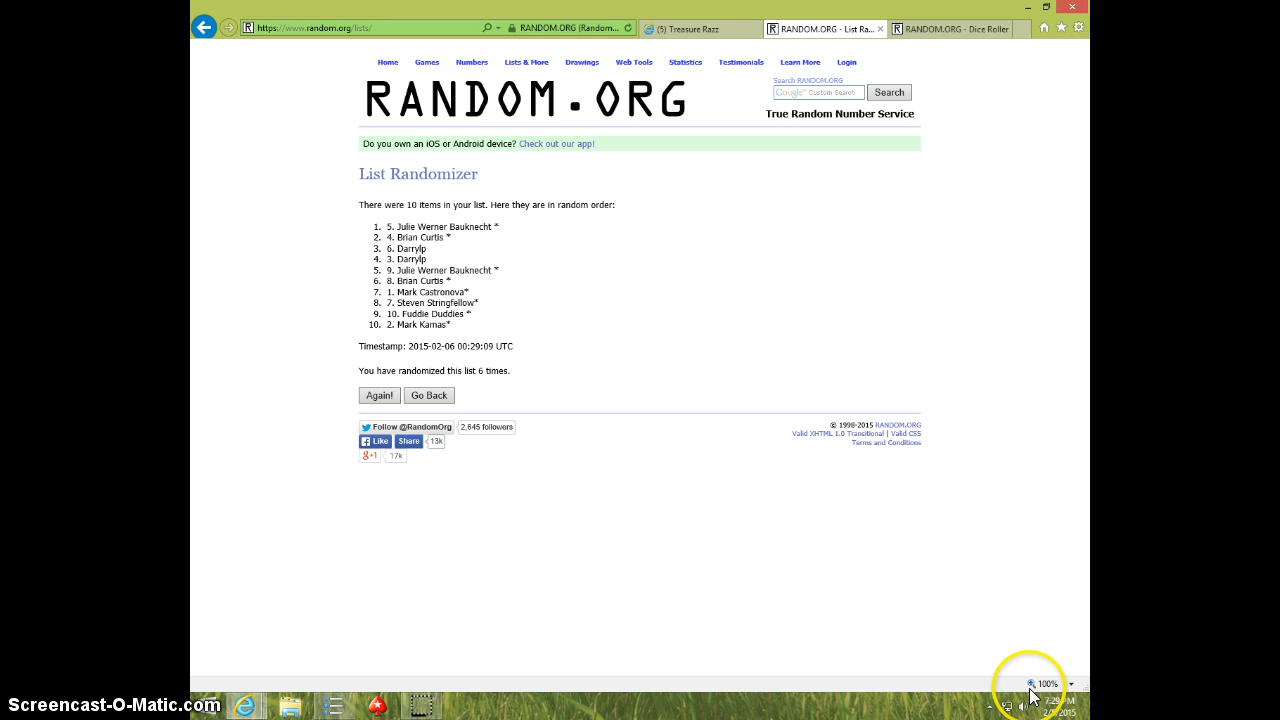 https://www.random.org/lists/
RANDOM.ORG (Random...
(5) Treasure Razz
RANDOM.ORG - List Ra...
RANDOM.ORG - Dice Roller
Home Games Numbers Lists & More Drawings Web Tools Statistics Testimonials Learn More Login
RANDOM.ORG
Search RANDOM.ORG
Google™ Custom Search
Search
True Random Number Service
Do you own an iOS or Android device? Check out our app!
List Randomizer
There were 10 items in your list. Here they are in random order:
1. 5. Julie Werner Bauknecht *
2. 4. Brian Curtis *
3. 6. Darrylp
4. 3. Darrylp
5. 9. Julie Werner Bauknecht *
6. 8. Brian Curtis *
7. 1. Mark Castronova*
8. 7. Steven Stringfellow*
9. 10. Fuddie Duddies *
10. 2. Mark Kamas*
Timestamp: 2015-02-06 00:29:09 UTC
You have randomized this list 6 times.
Again! Go Back
Follow @RandomOrg 2,645 followers
Like Share 13k
g+1 17k
© 1998-2015 RANDOM.ORG
Valid XHTML 1.0 Transitional | Valid CSS
Terms and Conditions
100%
7:29 PM
Screencast-O-Matic.com